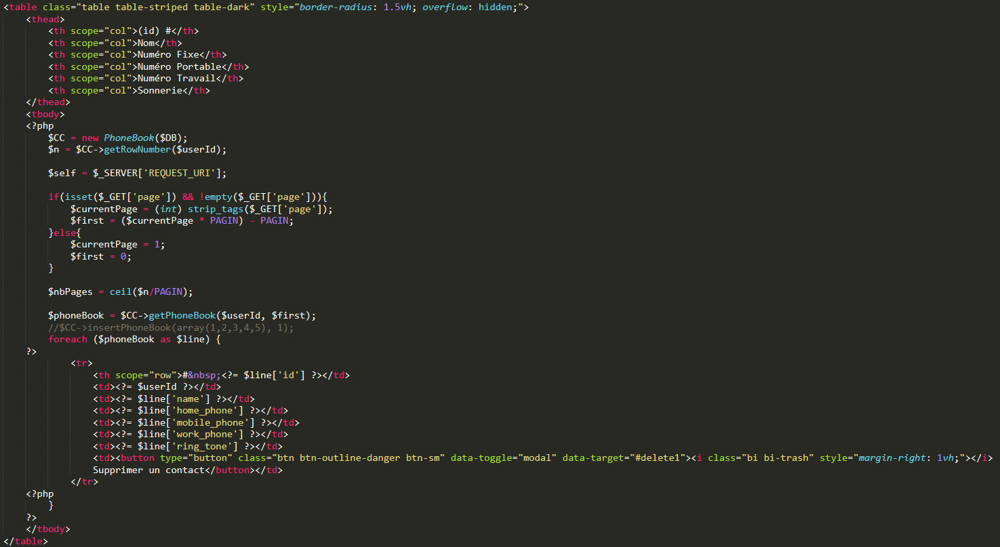 <table class="table table-striped table-dark" style="border-radius: 1.5vh; overflow: hidden;">
<thead>
<th scope="col">(id) #</th>
<th scope="col">Nom</th>
<th scope="col">Numéro Fixe</th>
<th scope="col">Numéro Portable</th>
<th scope="col">Numéro Travail</th>
<th scope="col">Sonnerie</th>
</thead>
<tbody>
<?php
$CC = new PhoneBook($DB);
$n = $CC->getRowNumber($userId);
$self = $_SERVER['REQUEST_URI'];
if(isset($_GET['page']) && !empty($_GET['page'])){
$currentPage = (int) strip_tags($_GET['page']);
$first = ($currentPage * PAGIN) - PAGIN;
}else{
$currentPage = 1;
$first = 0;
}
$nbPages = ceil($n/PAGIN);
$phoneBook = $CC->getPhoneBook($userId, $first);
//$CC->insertPhoneBook(array(1,2,3,4,5), 1);
foreach ($phoneBook as $line) {
?>
<tr>
<th scope="row">#&nbsp;<?= $line['id'] ?></td>
<td><?= $userId ?></td>
<td><?= $line['name'] ?></td>
<td><?= $line['home_phone'] ?></td>
<td><?= $line['mobile_phone'] ?></td>
<td><?= $line['work_phone'] ?></td>
<td><?= $line['ring_tone'] ?></td>
<td><button type="button" class="btn btn-outline-danger btn-sm" data-toggle="modal" data-target="#delete1"><i class="bi bi-trash" style="margin-right: 1vh;"></i>
Supprimer un contact</button></td>
</tr>
<?php
}
?>
</tbody>
</table>